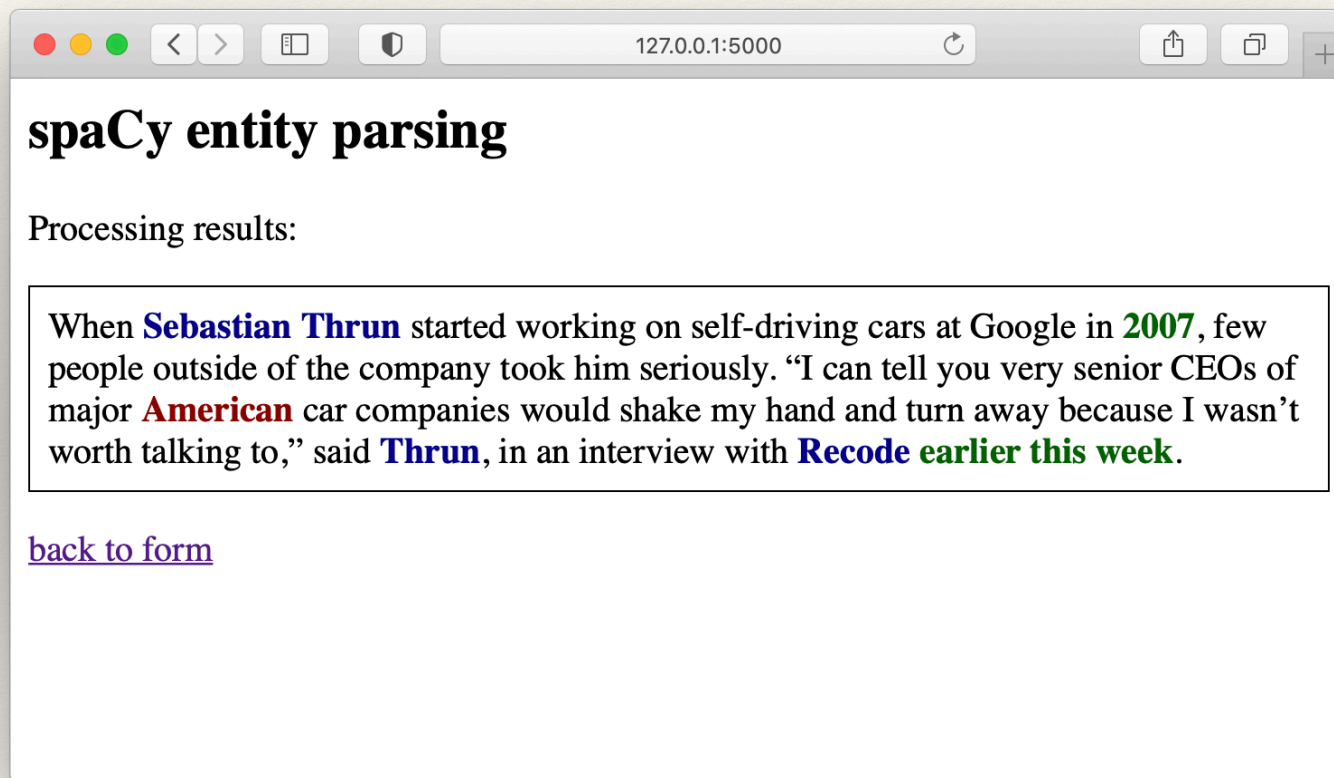 127.0.0.1:5000
spaCy entity parsing
Processing results:
When Sebastian Thrun started working on self-driving cars at Google in 2007, few
people outside of the company took him seriously. “I can tell you very senior CEOs of
major American car companies would shake my hand and turn away because I wasn’t
worth talking to,” said Thrun, in an interview with Recode earlier this week.
back to form